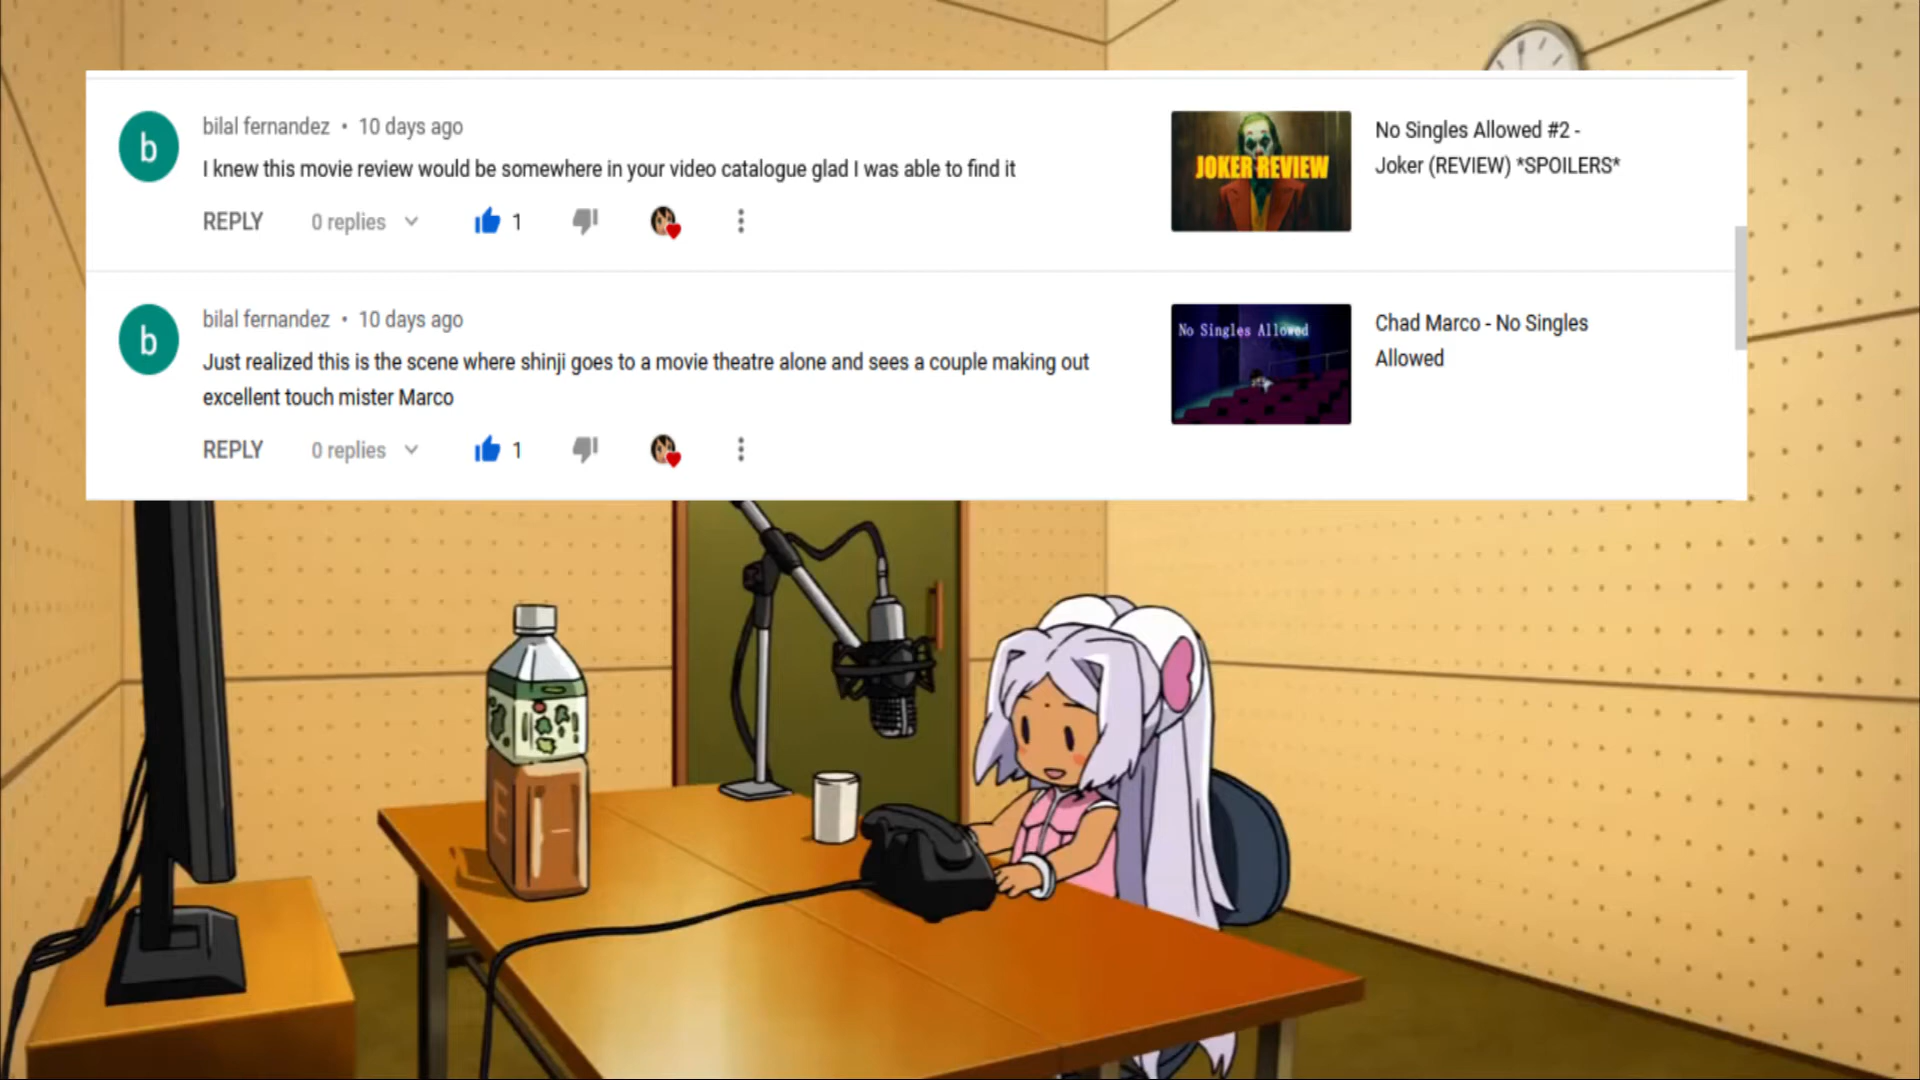 b
bilal fernandez • 10 days ago
I knew this movie review would be somewhere in your video catalogue glad I was able to find it
REPLY 0 replies 1
JOKER REVIEW
No Singles Allowed #2 -
Joker (REVIEW) *SPOILERS*
b
bilal fernandez • 10 days ago
Just realized this is the scene where shinji goes to a movie theatre alone and sees a couple making out
excellent touch mister Marco
REPLY 0 replies 1
No Singles Allowed
Chad Marco - No Singles
Allowed